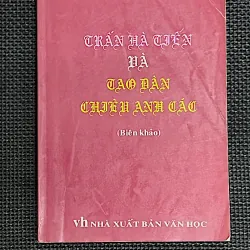 TRẤN HÀ TIÊN
VÀ
TAO ĐÀN
CHIÊU ANH CÁC
(Biên khảo)
vh NHÀ XUẤT BẢN VĂN HỌC